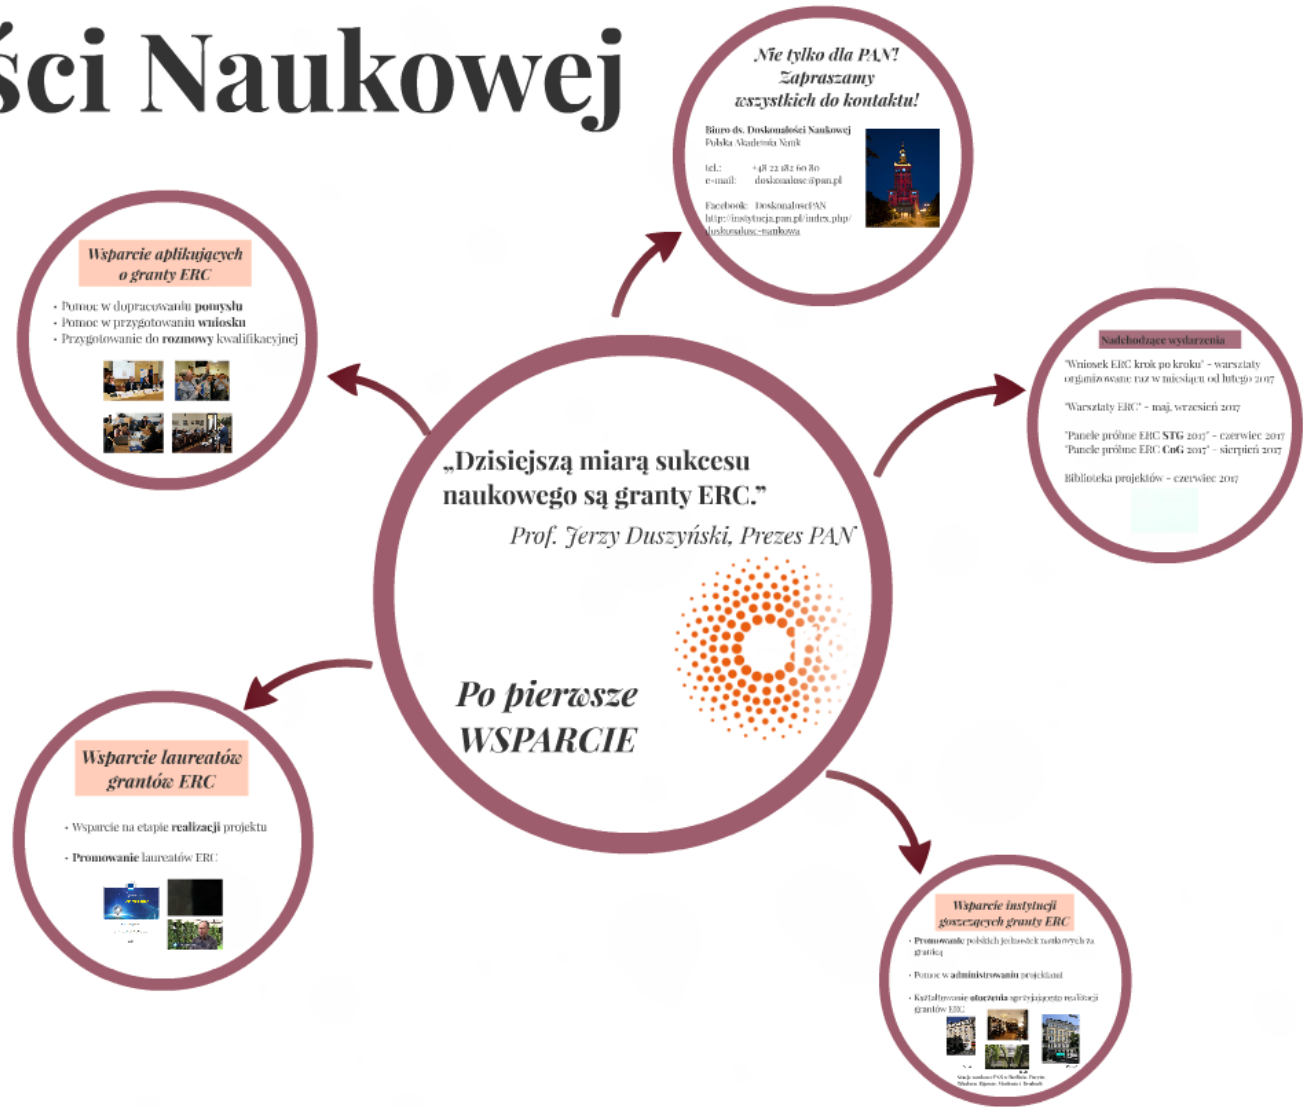 ści Naukowej
Nie tylko dla PAN!
Zapraszamy
wszystkich do kontaktu!
Biuro ds. Doskonałości Naukowej
Polska Akademia Nauk
tel.: +48 22 182 60 80
e-mail: doskonalosc@pan.pl
Facebook: DoskonaloscPAN
http://instytucja.pan.pl/index.php/
doskonalosc-naukowa
Wsparcie aplikujących
o granty ERC
• Pomoc w dopracowaniu pomysłu
• Pomoc w przygotowaniu wniosku
• Przygotowanie do rozmowy kwalifikacyjnej
Nadchodzące wydarzenia
"Wniosek ERC krok po kroku" - warsztaty
organizowane raz w miesiącu od lutego 2017
"Warsztaty ERC" - maj, wrzesień 2017
"Panele próbne ERC STG 2017" - czerwiec 2017
"Panele próbne ERC CoG 2017" - sierpień 2017
Biblioteka projektów - czerwiec 2017
„Dzisiejszą miarą sukcesu
naukowego są granty ERC.”
Prof. Jerzy Duszyński, Prezes PAN
Po pierwsze
WSPARCIE
Wsparcie laureatów
grantów ERC
• Wsparcie na etapie realizacji projektu
• Promowanie laureatów ERC
Wsparcie instytucji
goszczących granty ERC
• Promowanie polskich jednostek naukowych za
granicą
• Pomoc w administrowaniu projektami
• Kształtowanie otoczenia sprzyjającego realizacji
grantów ERC